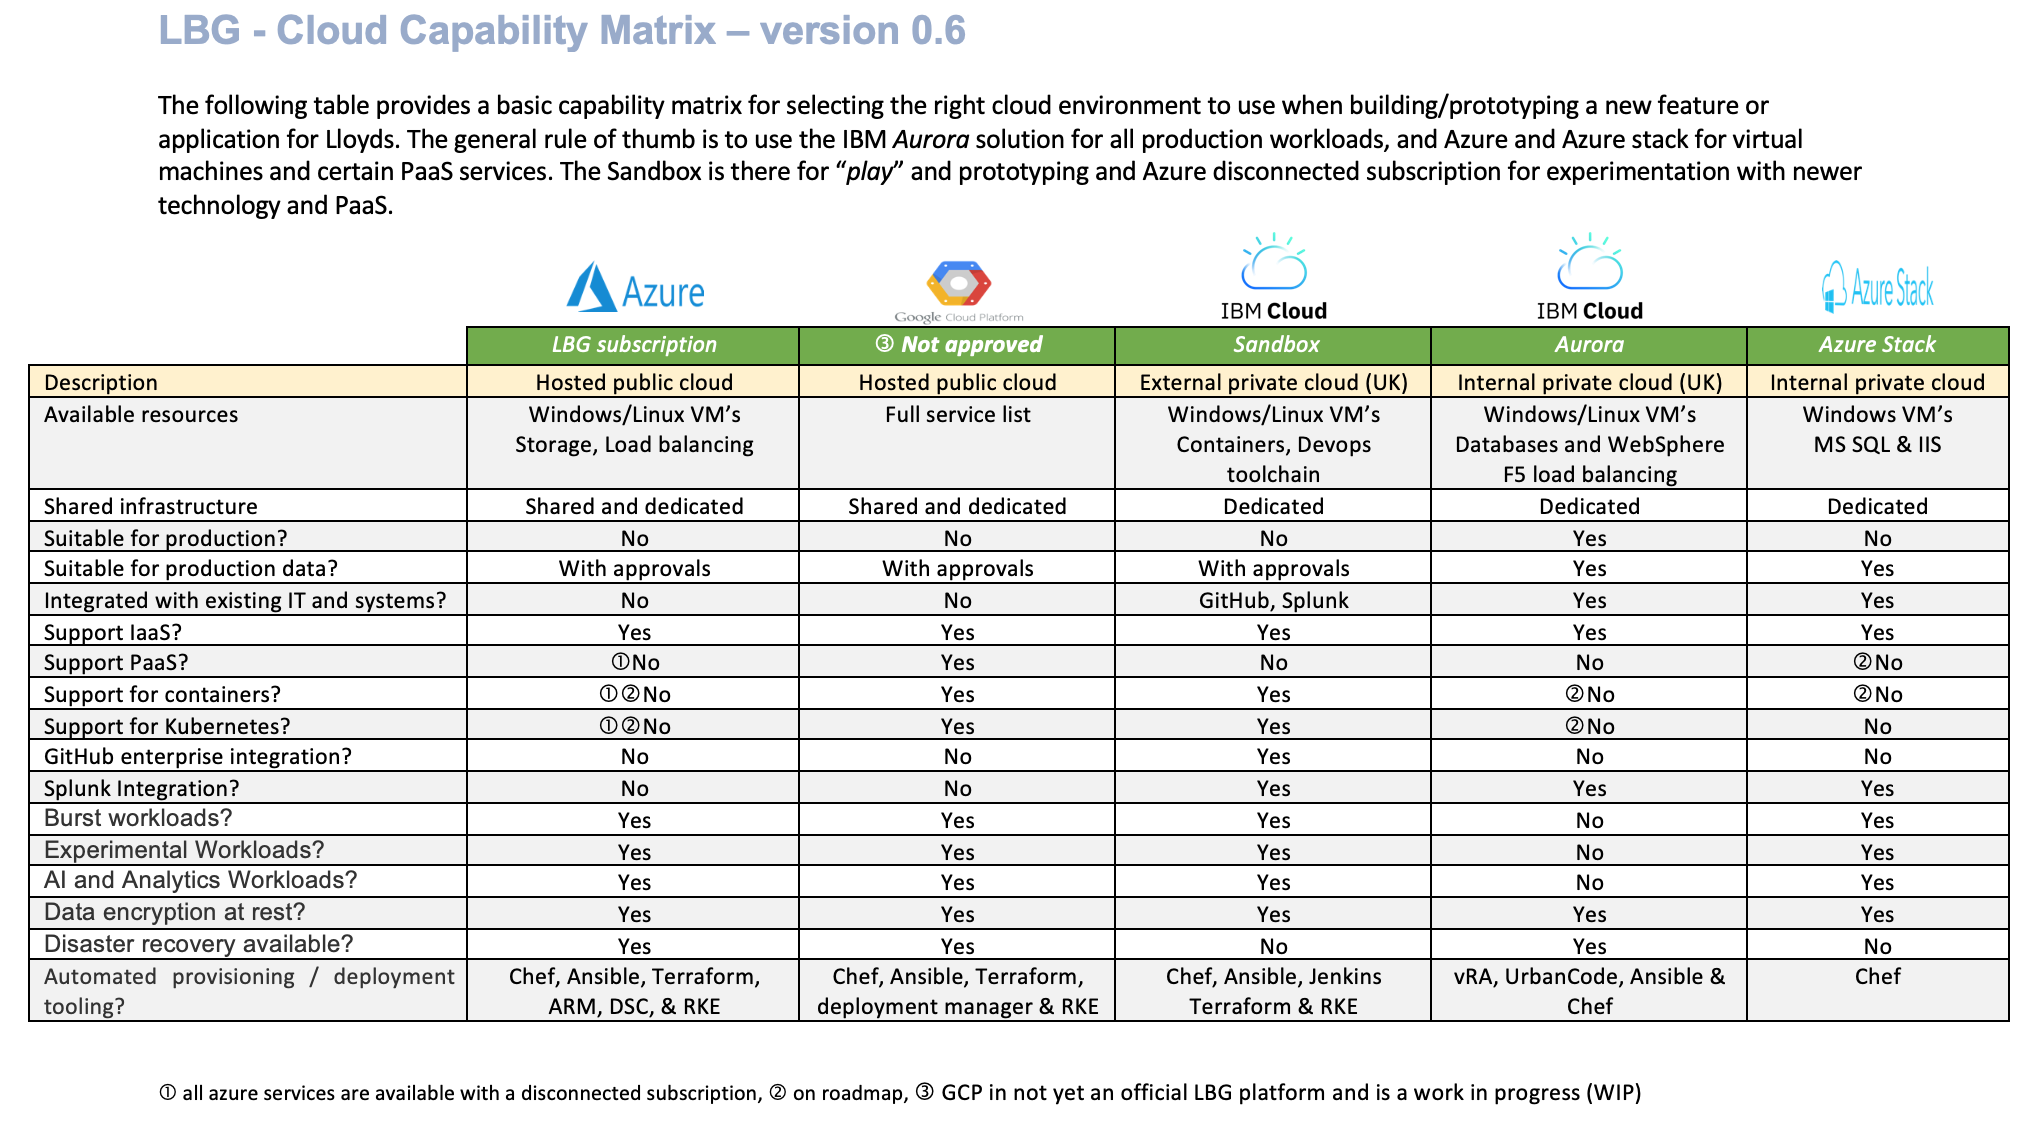 LBG - Cloud Capability Matrix – version 0.6
The following table provides a basic capability matrix for selecting the right cloud environment to use when building/prototyping a new feature or
application for Lloyds. The general rule of thumb is to use the IBM Aurora solution for all production workloads, and Azure and Azure stack for virtual
machines and certain PaaS services. The Sandbox is there for “play” and prototyping and Azure disconnected subscription for experimentation with newer
technology and PaaS.
Azure Google Cloud Platform IBM Cloud IBM Cloud Azure Stack
LBG subscription ③ Not approved Sandbox Aurora Azure Stack
Description Hosted public cloud Hosted public cloud External private cloud (UK) Internal private cloud (UK) Internal private cloud
Available resources Windows/Linux VM’s Full service list Windows/Linux VM’s Windows/Linux VM’s Windows VM’s
Storage, Load balancing Containers, Devops Databases and WebSphere MS SQL & IIS
toolchain F5 load balancing
Shared infrastructure Shared and dedicated Shared and dedicated Dedicated Dedicated Dedicated
Suitable for production? No No No Yes No
Suitable for production data? With approvals With approvals With approvals Yes Yes
Integrated with existing IT and systems? No No GitHub, Splunk Yes Yes
Support IaaS? Yes Yes Yes Yes Yes
Support PaaS? ①No Yes No No ②No
Support for containers? ①②No Yes Yes ②No ②No
Support for Kubernetes? ①②No Yes Yes ②No No
GitHub enterprise integration? No No Yes No No
Splunk Integration? No No Yes Yes Yes
Burst workloads? Yes Yes Yes No Yes
Experimental Workloads? Yes Yes Yes No Yes
AI and Analytics Workloads? Yes Yes Yes No Yes
Data encryption at rest? Yes Yes Yes Yes Yes
Disaster recovery available? Yes Yes No Yes No
Automated provisioning / deployment Chef, Ansible, Terraform, Chef, Ansible, Terraform, Chef, Ansible, Jenkins vRA, UrbanCode, Ansible & Chef
tooling? ARM, DSC, & RKE deployment manager & RKE Terraform & RKE Chef
① all azure services are available with a disconnected subscription, ② on roadmap, ③ GCP in not yet an official LBG platform and is a work in progress (WIP)